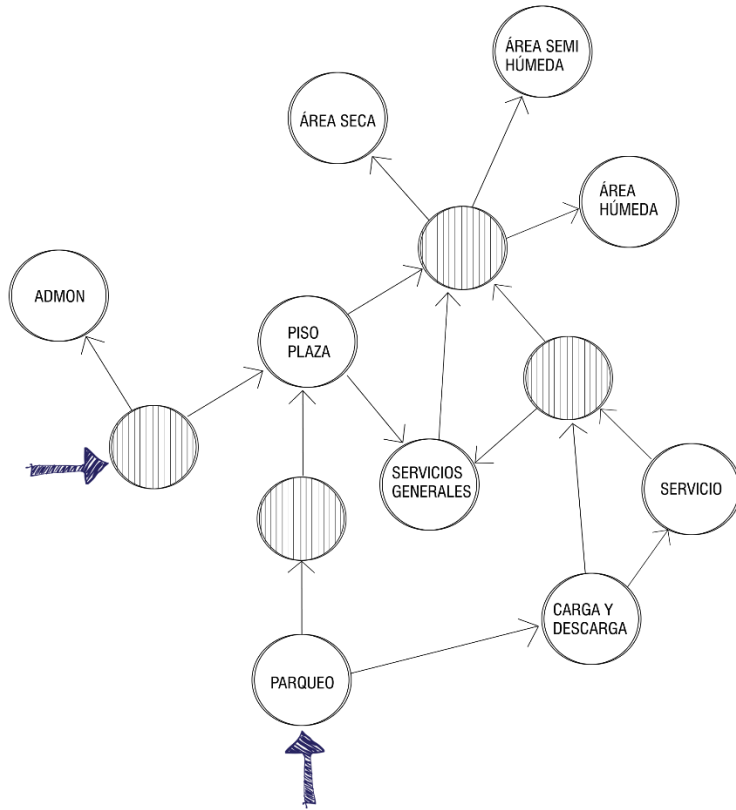 ÁREA SEMI
HÚMEDA
ÁREA SECA
ÁREA
HÚMEDA
ADMON
PISO
PLAZA
SERVICIOS
GENERALES
SERVICIO
CARGA Y
DESCARGA
PARQUEO